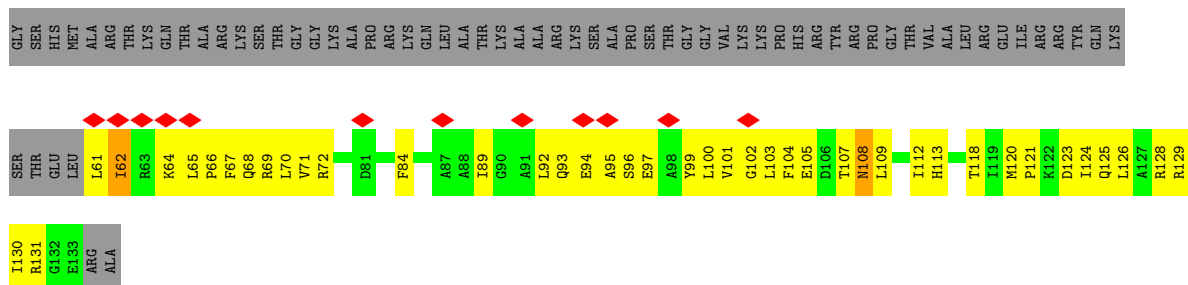 GLY SER HIS MET ALA ARG THR LYS GLN THR ALA ARG LYS SER THR GLY GLY LYS ALA PRO ARG LYS GLN LEU ALA THR LYS ALA ALA ARG LYS SER ALA PRO SER THR GLY GLY VAL LYS LYS PRO HIS ARG TYR ARG PRO GLY THR VAL ALA LEU ARG GLU ILE ARG ARG TYR GLN LYS
SER THR GLU LEU L61 I62 R63 K64 L65 P66 F67 Q68 R69 L70 V71 R72 D81 F84 A87 A88 I89 G90 A91 L92 Q93 E94 A95 S96 E97 A98 Y99 L100 V101 G102 L103 F104 E105 D106 T107 N108 L109 I112 H113 T118 I119 M120 P121 K122 D123 I124 Q125 L126 A127 R128 R129
I130 R131 G132 E133 ARG ALA